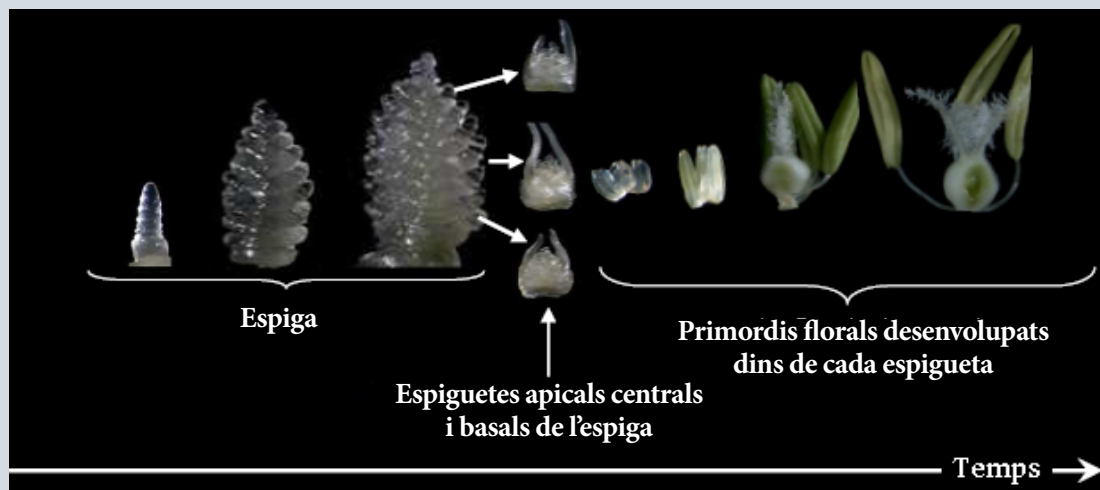 Espiga
Primordis florals desenvolupats
dins de cada espigueta
Espiguetes apicals centrals
i basals de l’espiga
Temps